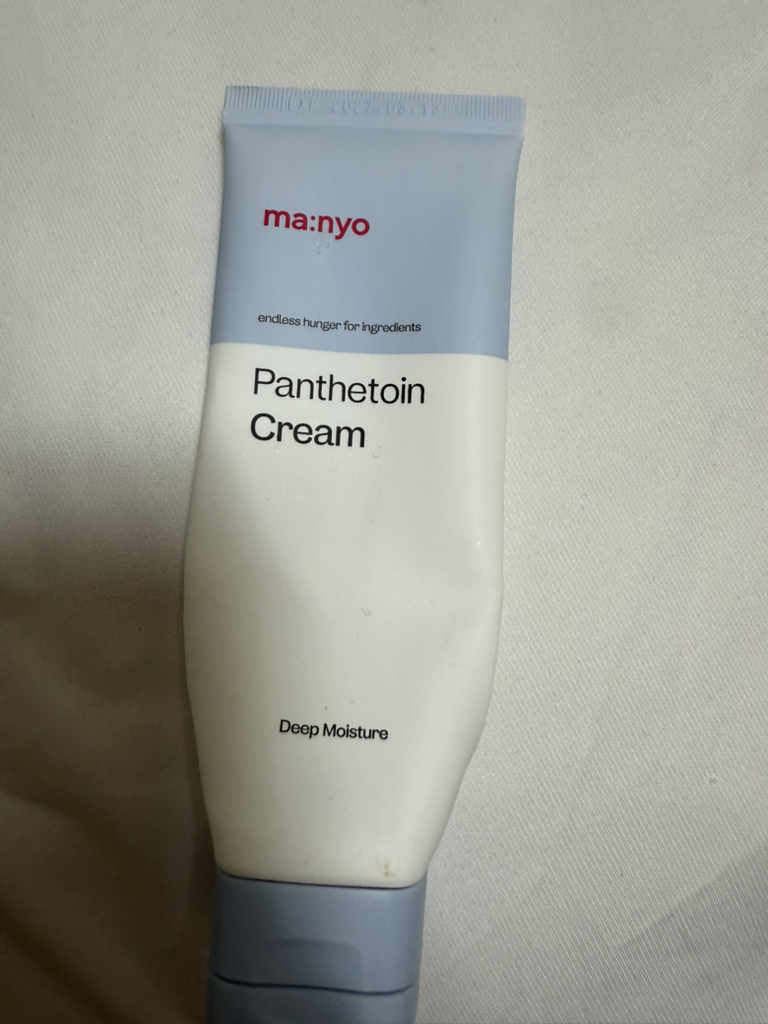 ma:nyo
endless hunger for ingredients
Panthetoin
Cream
Deep Moisture